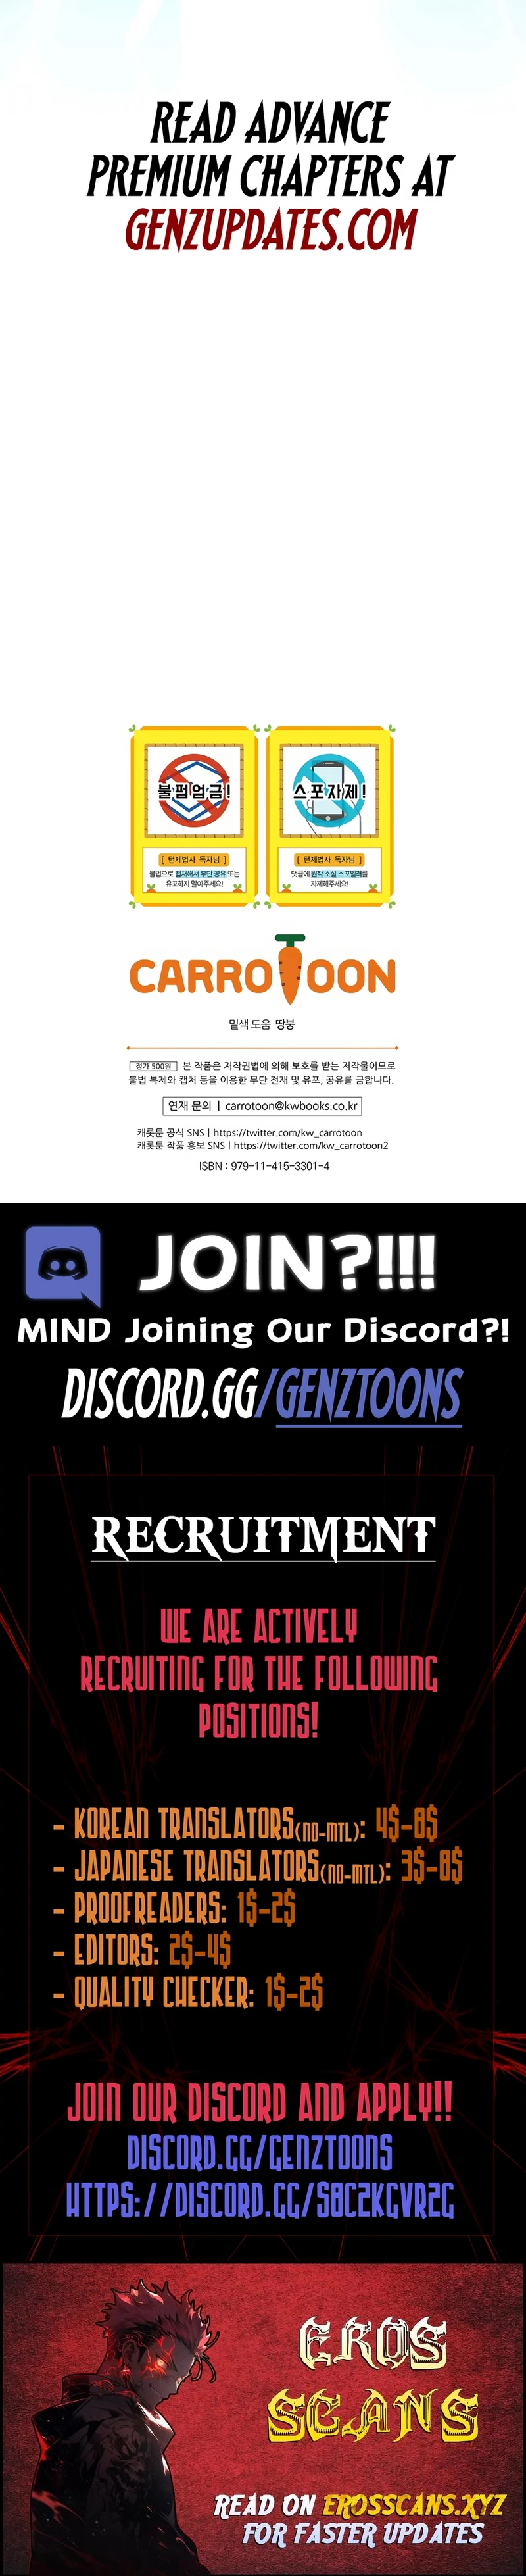 READ ADVANCE
PREMIUM CHAPTERS AT
GENZUPDATES.COM
불펌엄금!
[ 턴제법사 독자님 ]
불법으로 캡처해서 무단 공유 또는
유포하지 말아주세요!
스포자제!
[ 턴제법사 독자님 ]
댓글에 원작 소설 스포일러를
자제해주세요!
CARROTOON
밑색 도움 땅붕
정가 500원 본 작품은 저작권법에 의해 보호를 받는 저작물이므로
불법 복제와 캡처 등을 이용한 무단 전재 및 유포, 공유를 금합니다.
연재 문의 | carrotoon@kwbooks.co.kr
캐롯툰 공식 SNS | https://twitter.com/kw_carrotoon
캐롯툰 작품 홍보 SNS | https://twitter.com/kw_carrotoon2
ISBN : 979-11-415-3301-4
JOIN?!!!
MIND Joining Our Discord?!
DISCORD.GG/GENZTOONS
RECRUITMENT
WE ARE ACTIVELY
RECRUITING FOR THE FOLLOWING
POSITIONS!
- KOREAN TRANSLATORS(NO-MTL): 4$-8$
- JAPANESE TRANSLATORS(NO-MTL): 3$-8$
- PROOFREADERS: 1$-2$
- EDITORS: 2$-4$
- QUALITY CHECKER: 1$-2$
JOIN OUR DISCORD AND APPLY!!
DISCORD.GG/GENZTOONS
HTTPS://DISCORD.GG/S8C2KGVR2G
EROS
SCANS
READ ON EROSSCANS.XYZ
FOR FASTER UPDATES